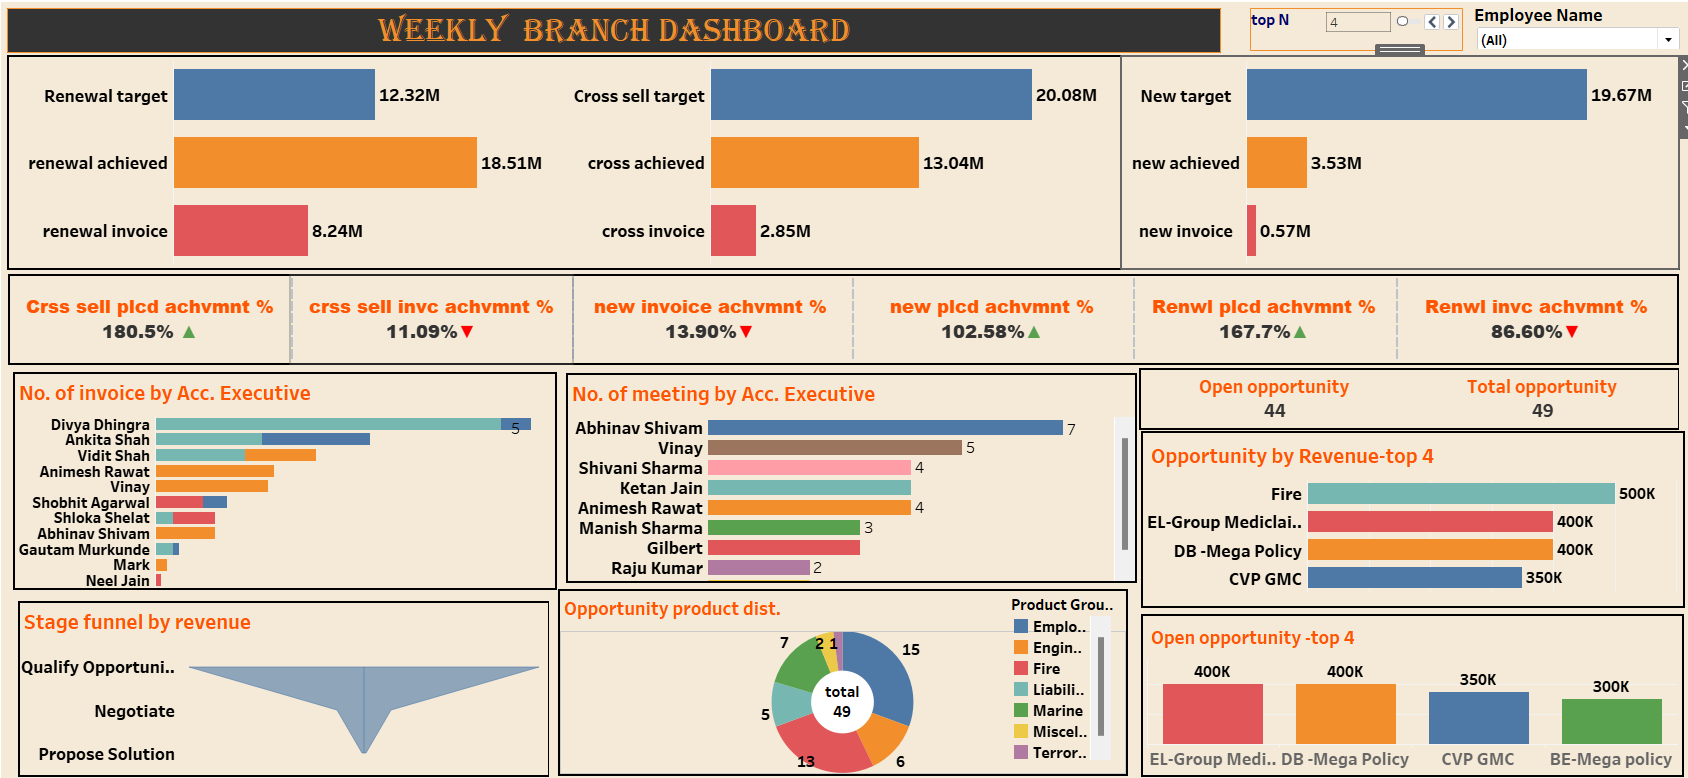 WEEKLY BRANCH DASHBOARD
top N
4
Employee Name
(All)
Renewal target
12.32M
renewal achieved
18.51M
renewal invoice
8.24M
Cross sell target
20.08M
cross achieved
13.04M
cross invoice
2.85M
New target
19.67M
new achieved
3.53M
new invoice
0.57M
Crss sell plcd achvmnt %
180.5% ▲
crss sell invc achvmnt %
11.09%▼
new invoice achvmnt %
13.90%▼
new plcd achvmnt %
102.58%▲
Renwl plcd achvmnt %
167.7%▲
Renwl invc achvmnt %
86.60%▼
No. of invoice by Acc. Executive
Divya Dhingra
5
Ankita Shah
Vidit Shah
Animesh Rawat
Vinay
Shobhit Agarwal
Shloka Shelat
Abhinav Shivam
Gautam Murkunde
Mark
Neel Jain
No. of meeting by Acc. Executive
Abhinav Shivam 7
Vinay 5
Shivani Sharma 4
Ketan Jain
Animesh Rawat 4
Manish Sharma 3
Gilbert
Raju Kumar 2
Open opportunity
44
Total opportunity
49
Opportunity by Revenue-top 4
Fire 500K
EL-Group Mediclai.. 400K
DB -Mega Policy 400K
CVP GMC 350K
Stage funnel by revenue
Qualify Opportuni..
Negotiate
Propose Solution
Opportunity product dist.
7
2
1
15
total
49
5
13
6
Product Grou..
Emplo..
Engin..
Fire
Liabili..
Marine
Miscel..
Terror..
Open opportunity -top 4
400K
400K
350K
300K
EL-Group Medi..
DB -Mega Policy
CVP GMC
BE-Mega policy